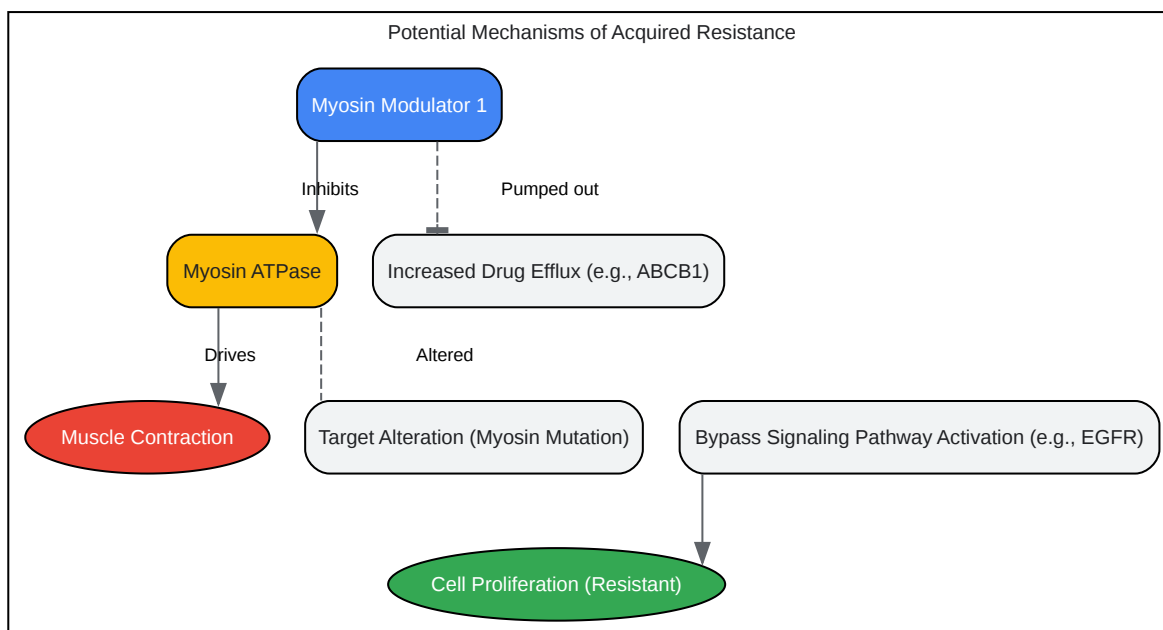 Potential Mechanisms of Acquired Resistance
Myosin Modulator 1
Inhibits
Pumped out
Myosin ATPase
Increased Drug Efflux (e.g., ABCB1)
Drives
Altered
Muscle Contraction
Target Alteration (Myosin Mutation)
Bypass Signaling Pathway Activation (e.g., EGFR)
Cell Proliferation (Resistant)